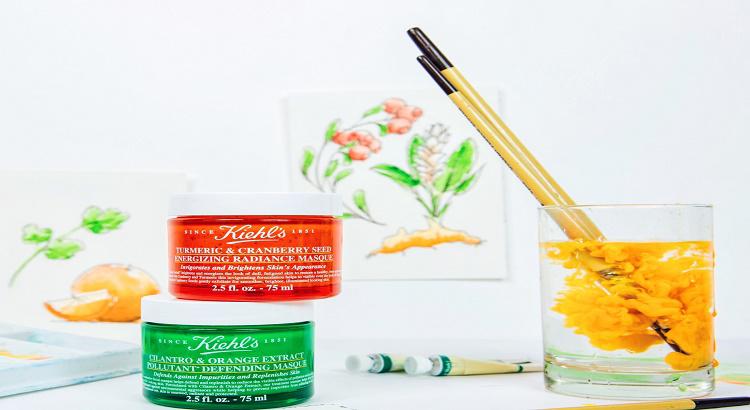 SINCE Kiehl's 1851
TURMERIC & CRANBERRY SEED
ENERGIZING RADIANCE MASQUE
Invigorates and Brightens Skin's Appearance
2.5 fl. oz. - 75 ml
SINCE Kiehl's 1851
CILANTRO & ORANGE EXTRACT
POLLUTANT DEFENDING MASQUE
Defends Against Impurities and Replenishes Skin
2.5 fl. oz. - 75 ml